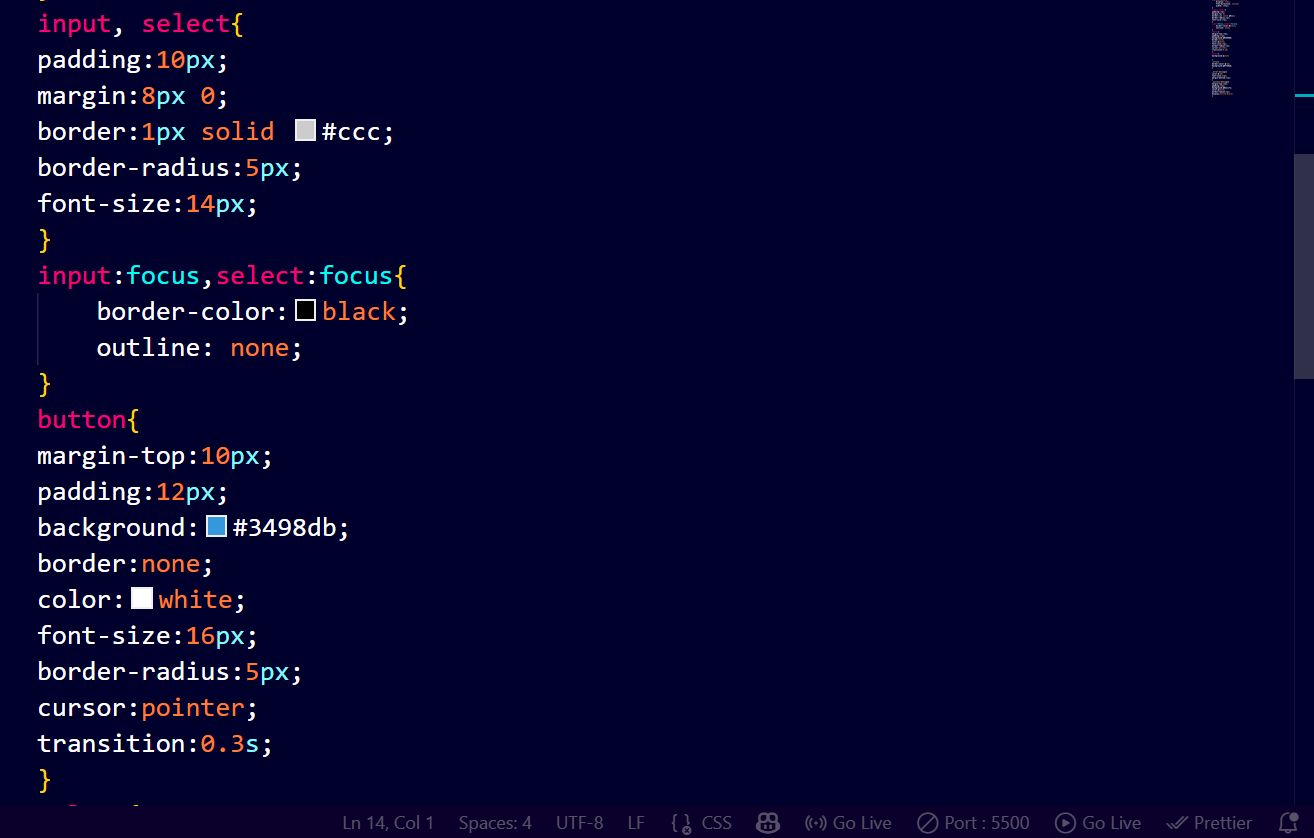 input, select{
padding:10px;
margin:8px 0;
border:1px solid #ccc;
border-radius:5px;
font-size:14px;
}
input:focus,select:focus{
    border-color:black;
    outline: none;
}
button{
margin-top:10px;
padding:12px;
background:#3498db;
border:none;
color:white;
font-size:16px;
border-radius:5px;
cursor:pointer;
transition:0.3s;
}
Ln 14, Col 1 Spaces: 4 UTF-8 LF CSS Go Live Port : 5500 Go Live Prettier